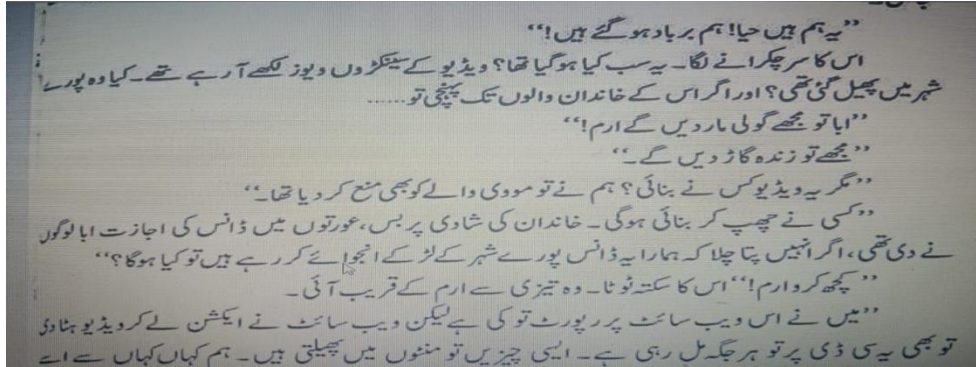 ’’یہ ہم ہیں حیا! ہم برباد ہو گئے ہیں!‘‘
اس کا سر چکرانے لگا۔ یہ سب کیا ہو گیا تھا؟ ویڈیو کے سینکڑوں ویوز لکھے آ رہے تھے۔ کیا وہ پورے
شہر میں پھیل گئی تھی؟ اور اگر اس کے خاندان والوں تک پہنچی تو......
’’ابا تو مجھے گولی مار دیں گے ارم!‘‘
’’مجھے تو زندہ گاڑ دیں گے۔‘‘
’’مگر یہ ویڈیو کس نے بنائی؟ ہم نے تو مووی والے کو بھی منع کر دیا تھا۔‘‘
’’کسی نے چھپ کر بنائی ہوگی۔ خاندان کی شادی پر بس، عورتوں میں ڈانس کی اجازت ابا لوگوں
نے دی تھی، اگر انہیں پتا چلا کہ ہمارا یہ ڈانس پورے شہر کے لڑکے انجوائے کر رہے ہیں تو کیا ہوگا؟‘‘
’’کچھ کرو ارم!‘‘ اس کا سکتہ ٹوٹا۔ وہ تیزی سے ارم کے قریب آئی۔
’’میں نے اس ویب سائٹ پر رپورٹ تو کی ہے لیکن ویب سائٹ نے ایکشن لے کر ویڈیو ہٹا دی
تو بھی یہ سی ڈی پر تو ہر جگہ مل رہی ہے۔ ایسی چیزیں تو منٹوں میں پھیلتی ہیں۔ ہم کہاں کہاں سے اسے